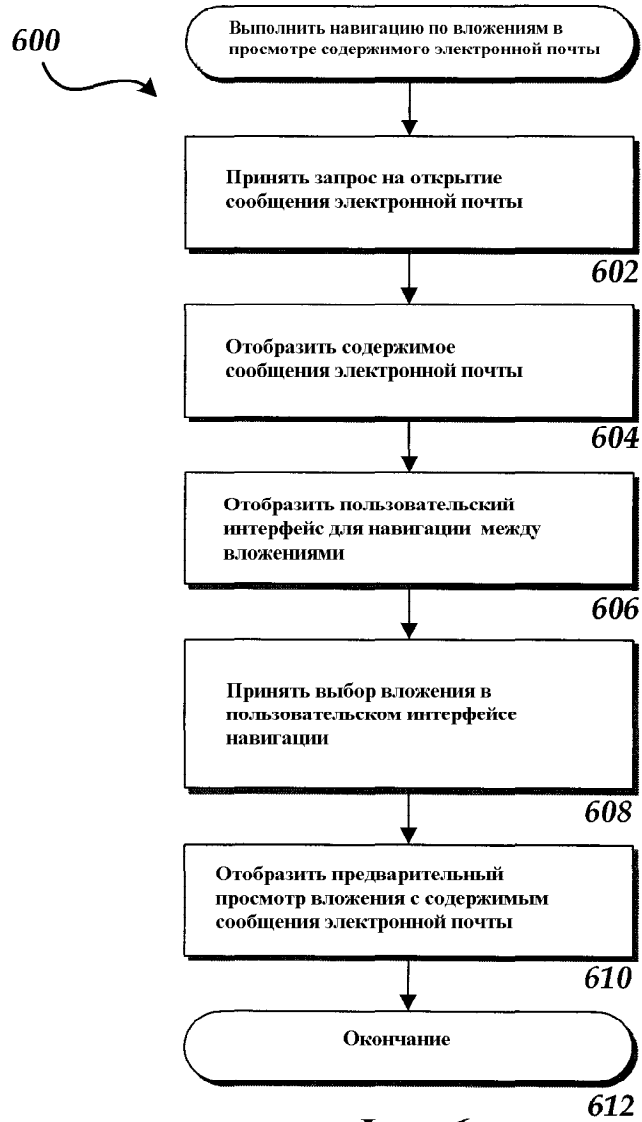 600
Выполнить навигацию по вложениям в
просмотре содержимого электронной почты
Принять запрос на открытие
сообщения электронной почты
602
Отобразить содержимое
сообщения электронной почты
604
Отобразить пользовательский
интерфейс для навигации между
вложениями
606
Принять выбор вложения в
пользовательском интерфейсе
навигации
608
Отобразить предварительный
просмотр вложения с содержимым
сообщения электронной почты
610
Окончание
612